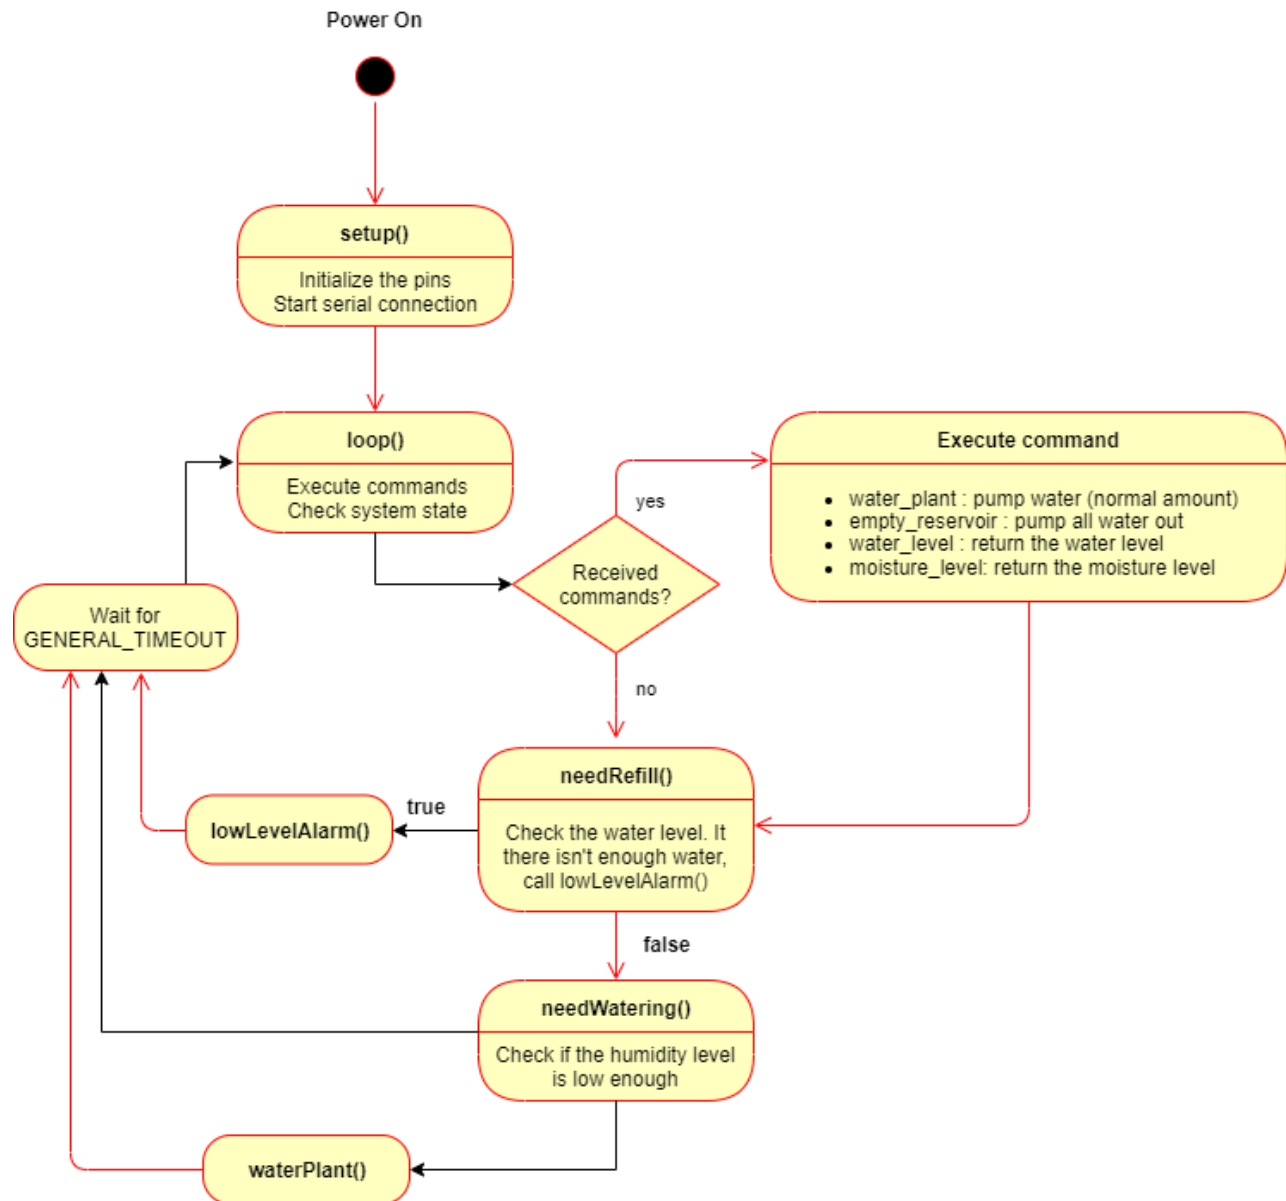 Power On
setup()
Initialize the pins
Start serial connection
loop()
Execute commands
Check system state
Received
commands?
yes
Execute command
water_plant : pump water (normal amount)
empty_reservoir : pump all water out
water_level : return the water level
moisture_level: return the moisture level
Wait for
GENERAL_TIMEOUT
no
needRefill()
Check the water level. It
there isn't enough water,
call lowLevelAlarm()
true
lowLevelAlarm()
false
needWatering()
Check if the humidity level
is low enough
waterPlant()